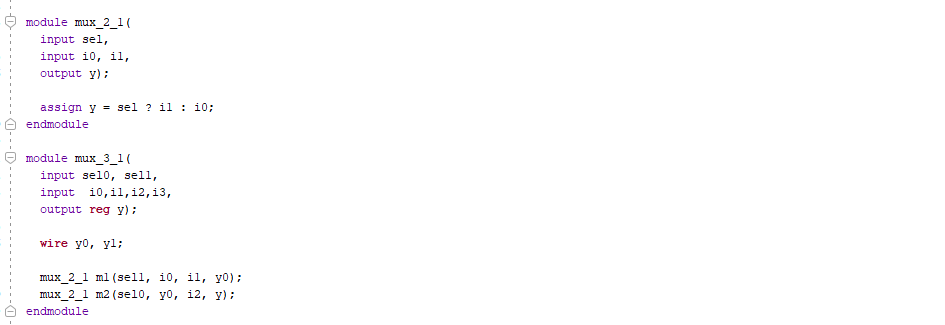 module mux_2_1(
input sel,
input i0, i1,
output y);
assign y = sel ? i1 : i0;
endmodule
module mux_3_1(
input sel0, sel1,
input  i0,i1,i2,i3,
output reg y);
wire y0, y1;
mux_2_1 m1(sel1, i0, i1, y0);
mux_2_1 m2(sel0, y0, i2, y);
endmodule